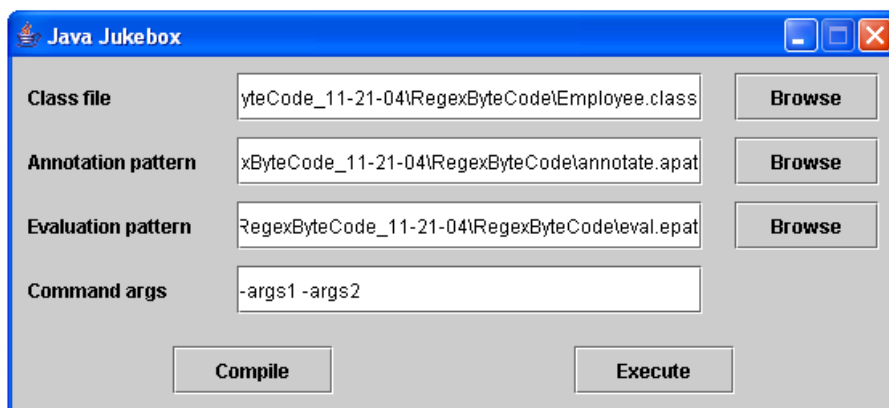 Java Jukebox
Class file yteCode_11-21-04\RegexByteCode\Employee.class Browse
Annotation pattern xByteCode_11-21-04\RegexByteCode\annotate.apat Browse
Evaluation pattern RegexByteCode_11-21-04\RegexByteCode\eval.epat Browse
Command args -args1 -args2
Compile Execute